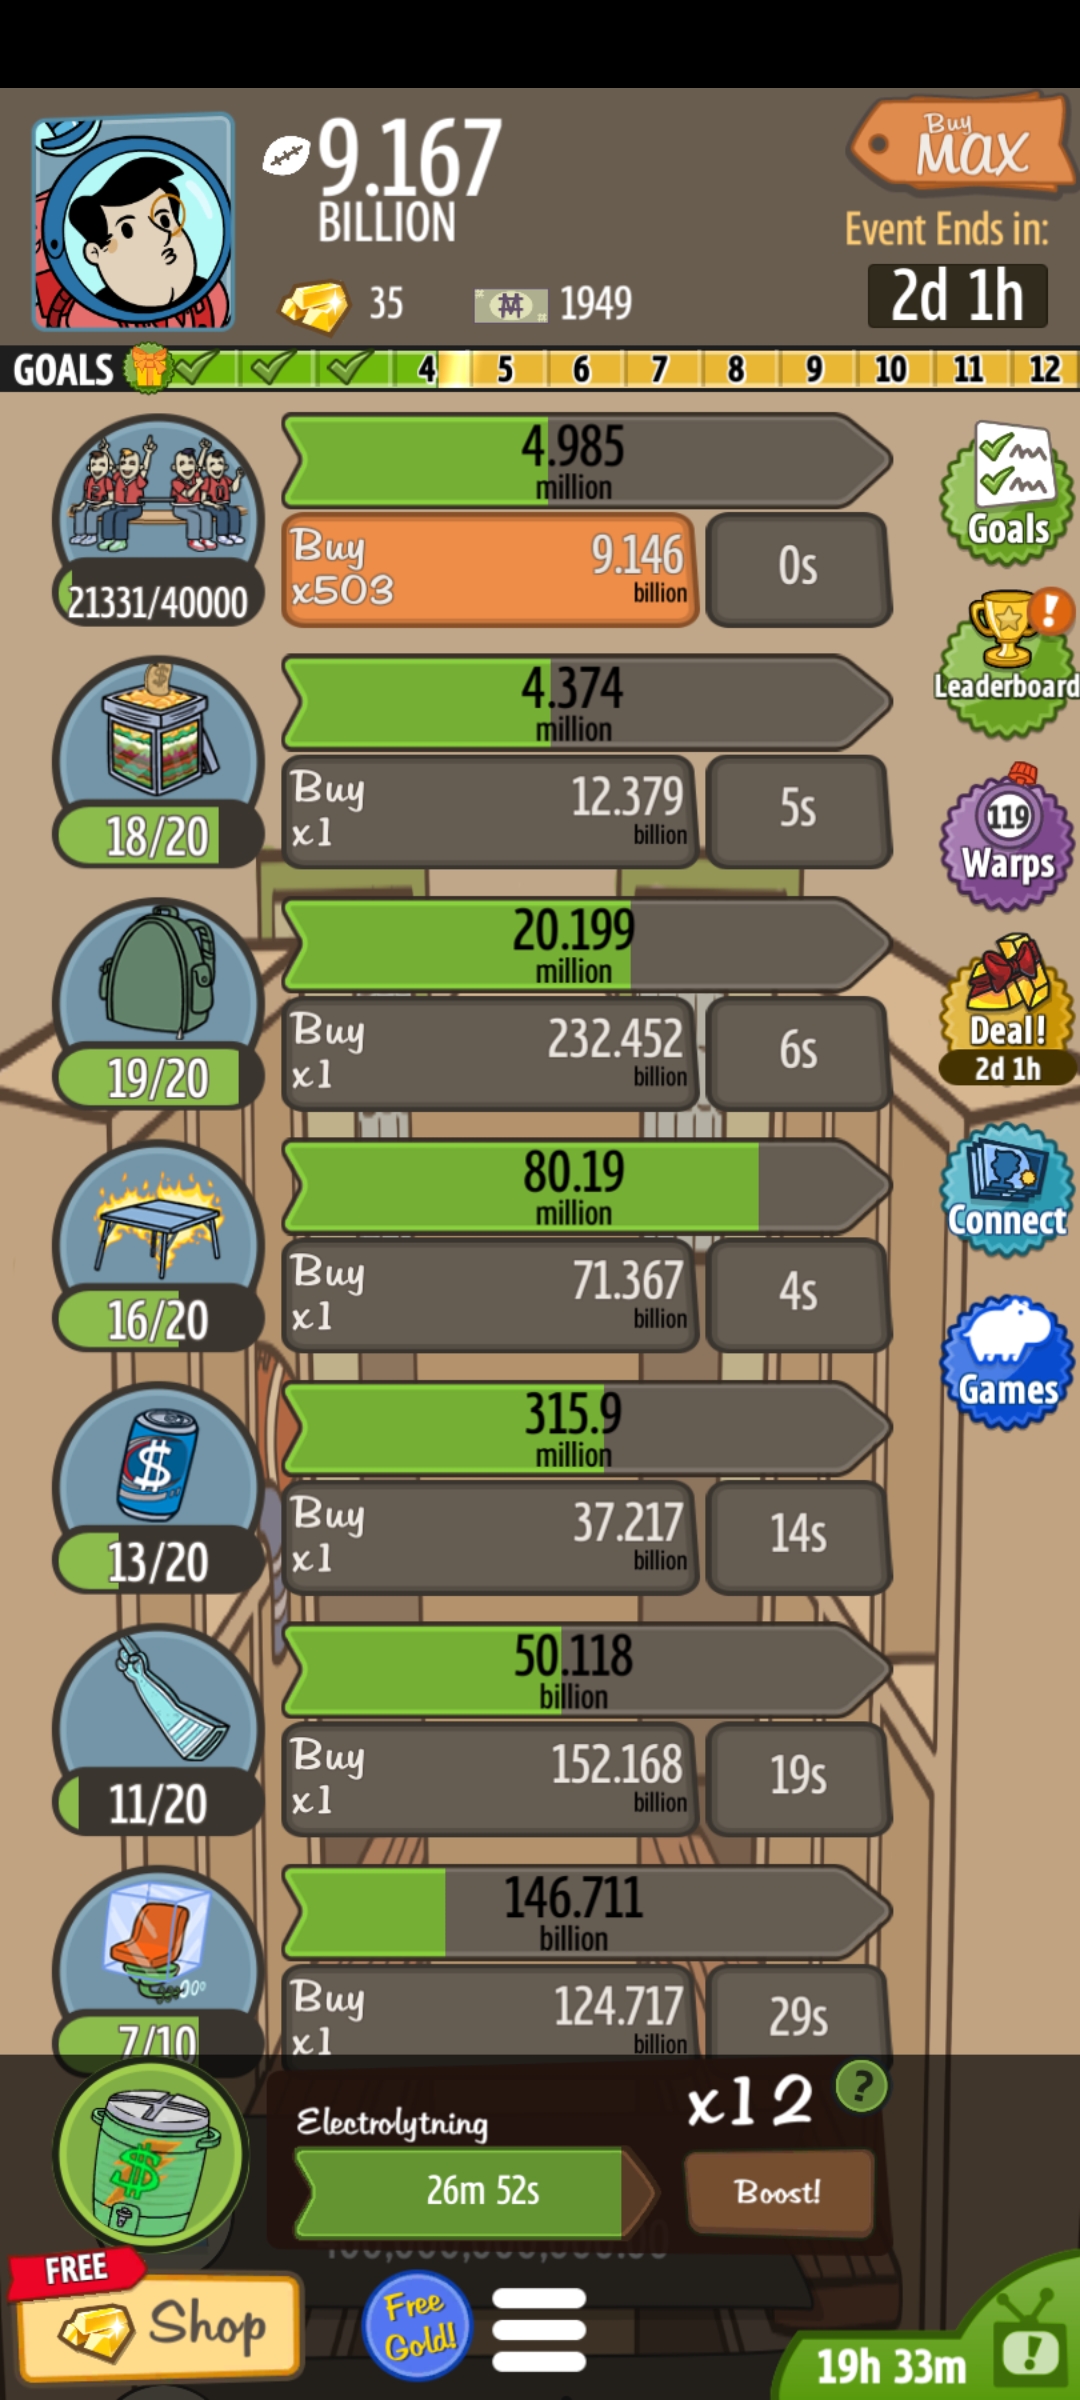 9.167
BILLION
35
1949
Buy
MAX
Event Ends in:
2d 1h
GOALS
4
5
6
7
8
9
10
11
12
4.985
million
Buy
x503
9.146
billion
0s
21331/40000
Goals
4.374
million
Buy
x1
12.379
billion
5s
18/20
Leaderboard
20.199
million
Buy
x1
232.452
billion
6s
19/20
119
Warps
Deal!
2d 1h
80.19
million
Buy
x1
71.367
billion
4s
16/20
Connect
Games
315.9
million
Buy
x1
37.217
billion
14s
13/20
50.118
billion
Buy
x1
152.168
billion
19s
11/20
146.711
billion
Buy
x1
124.717
billion
29s
7/10
Electrolytning
x12
?
26m 52s
Boost!
FREE
Shop
Free
Gold!
19h 33m